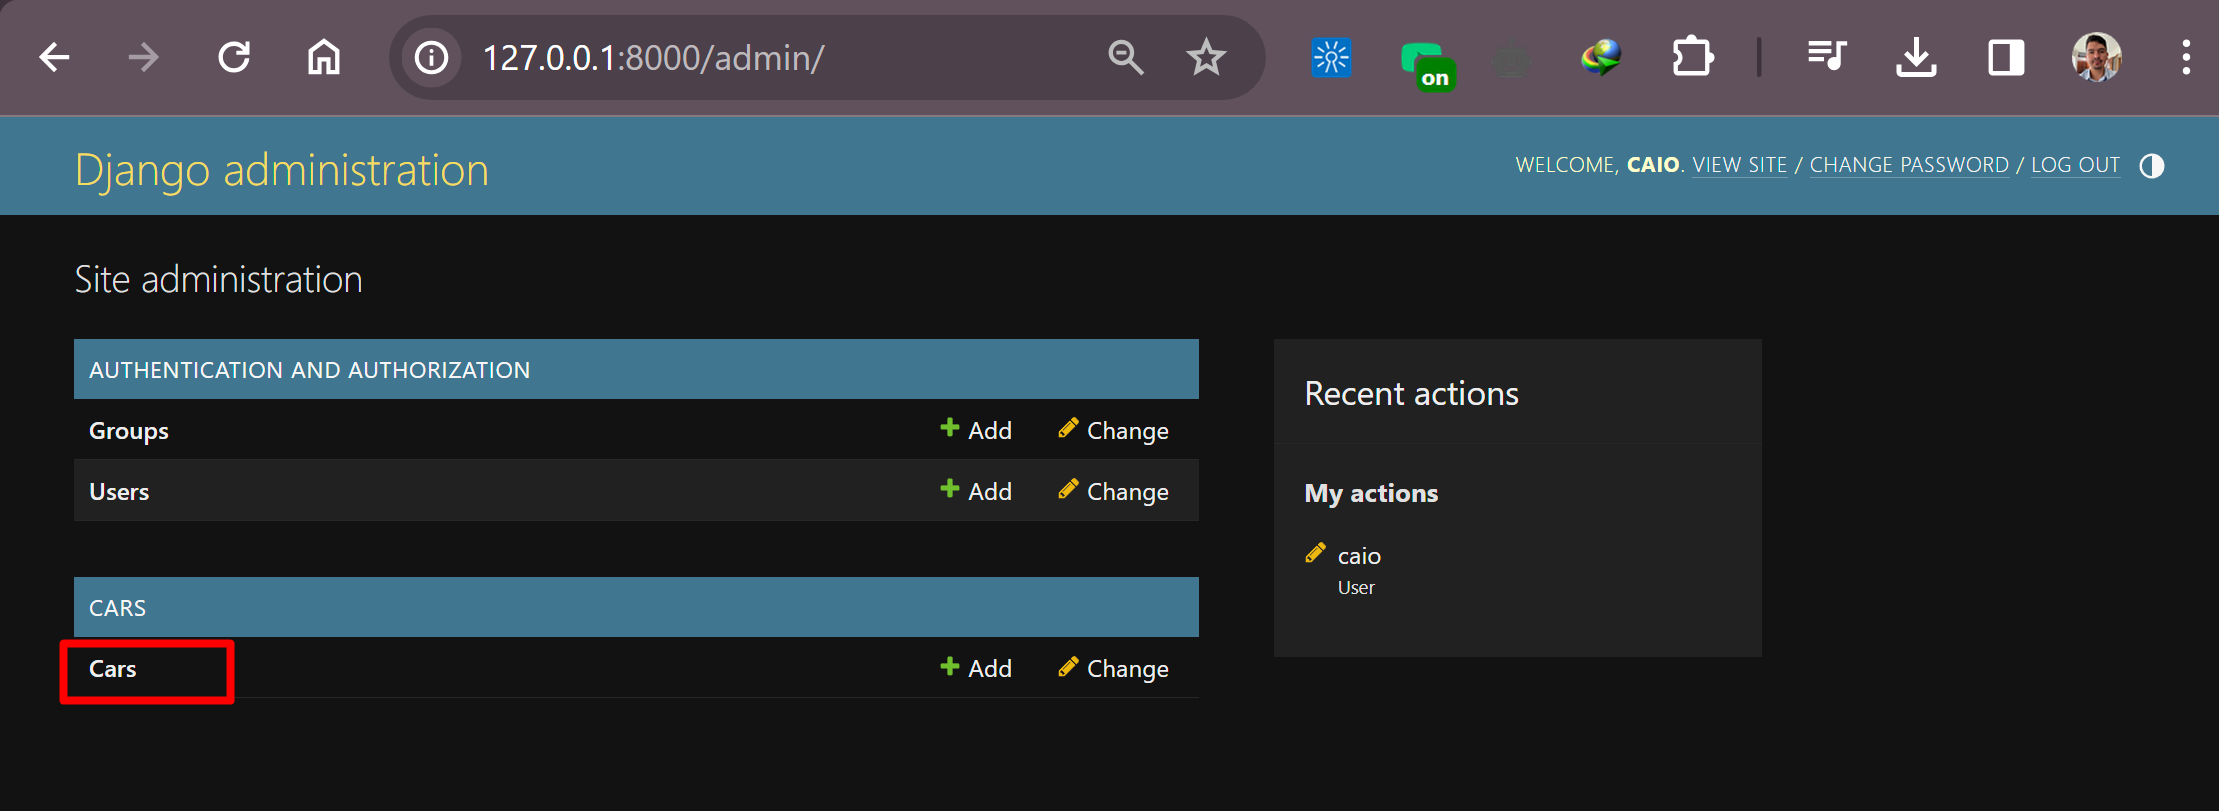 127.0.0.1:8000/admin/
on
Django administration
WELCOME, CAIO. VIEW SITE / CHANGE PASSWORD / LOG OUT
Site administration
AUTHENTICATION AND AUTHORIZATION
Groups Add Change
Users Add Change
CARS
Cars Add Change
Recent actions
My actions
caio
User